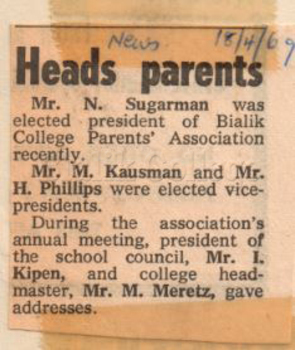 News 18/4/69
Heads parents
Mr. N. Sugarman was
elected president of Bialik
College Parents' Association
recently.
Mr. M. Kausman and Mr.
H. Phillips were elected vice-
presidents.
During the association's
annual meeting, president of
the school council, Mr. I.
Kipen, and college head-
master, Mr. M. Meretz, gave
addresses.